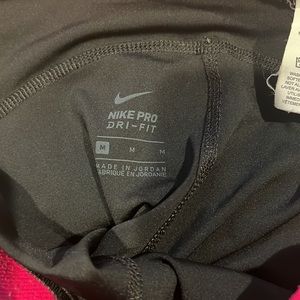 NIKE PRO
DRI-FIT
M M M
MADE IN JORDAN
FABRIQUÉ EN JORDANIE